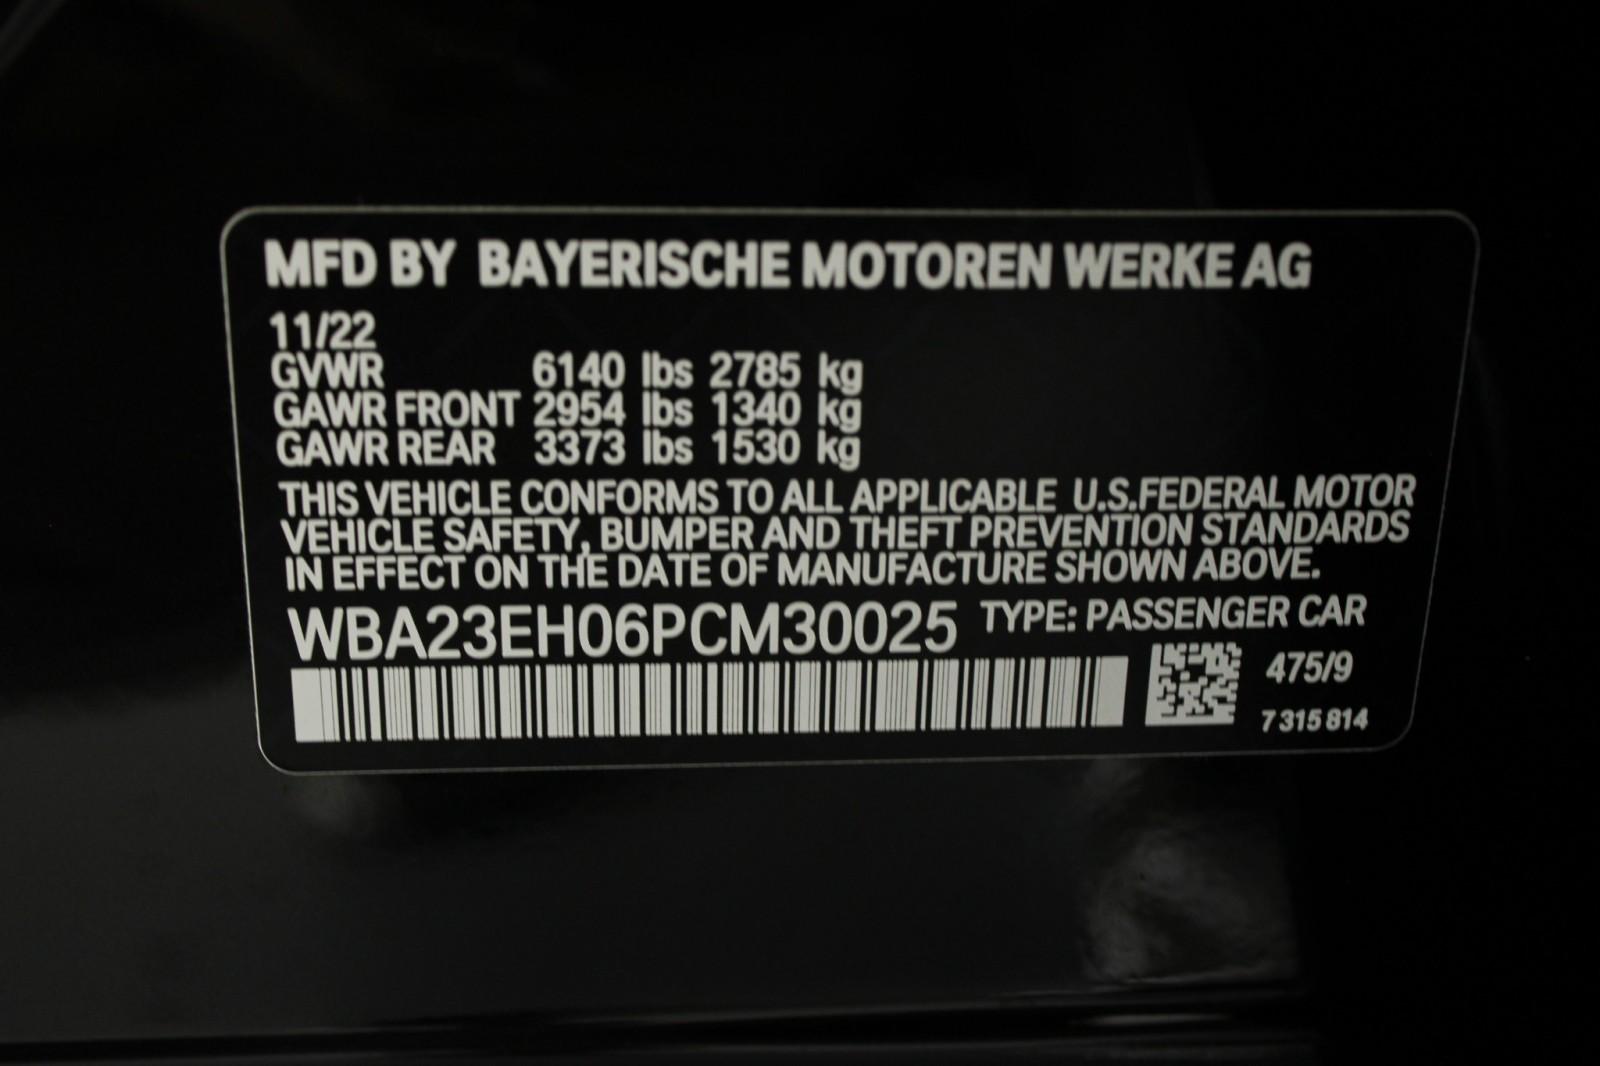 MFD BY BAYERISCHE MOTOREN WERKE AG
11/22
GVWR 6140 lbs 2785 kg
GAWR FRONT 2954 lbs 1340 kg
GAWR REAR 3373 lbs 1530 kg
THIS VEHICLE CONFORMS TO ALL APPLICABLE U.S.FEDERAL MOTOR
VEHICLE SAFETY, BUMPER AND THEFT PREVENTION STANDARDS
IN EFFECT ON THE DATE OF MANUFACTURE SHOWN ABOVE.
WBA23EH06PCM30025 TYPE: PASSENGER CAR
475/9
7 315 814